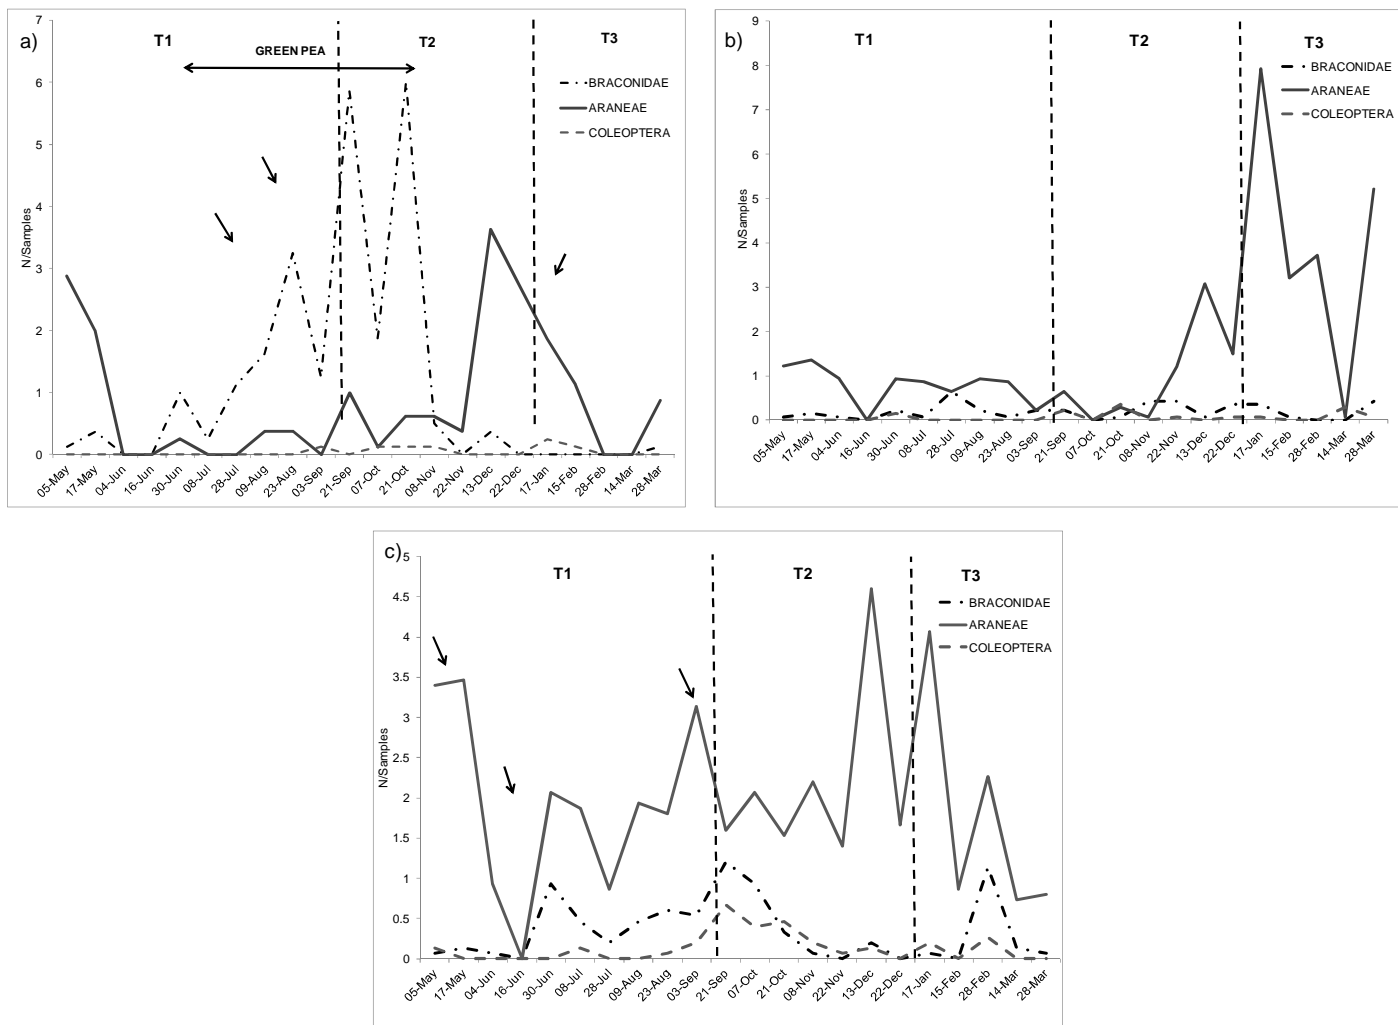 a)
T1
T2
T3
GREEN PEA
BRACONIDAE
ARANEAE
COLEOPTERA
N/Samples
7
6
5
4
3
2
1
0
05-May
17-May
04-Jun
16-Jun
30-Jun
08-Jul
28-Jul
09-Aug
23-Aug
03-Sep
21-Sep
07-Oct
21-Oct
08-Nov
22-Nov
13-Dec
22-Dec
17-Jan
15-Feb
28-Feb
14-Mar
28-Mar
b)
T1
T2
T3
BRACONIDAE
ARANEAE
COLEOPTERA
N/Samples
9
8
7
6
5
4
3
2
1
0
05-May
17-May
04-Jun
16-Jun
30-Jun
08-Jul
28-Jul
09-Aug
23-Aug
03-Sep
21-Sep
07-Oct
21-Oct
08-Nov
22-Nov
13-Dec
22-Dec
17-Jan
15-Feb
28-Feb
14-Mar
28-Mar
c)
T1
T2
T3
BRACONIDAE
ARANEAE
COLEOPTERA
N/Samples
5
4.5
4
3.5
3
2.5
2
1.5
1
0.5
0
05-May
17-May
04-Jun
16-Jun
30-Jun
08-Jul
28-Jul
09-Aug
23-Aug
03-Sep
21-Sep
07-Oct
21-Oct
08-Nov
22-Nov
13-Dec
22-Dec
17-Jan
15-Feb
28-Feb
14-Mar
28-Mar